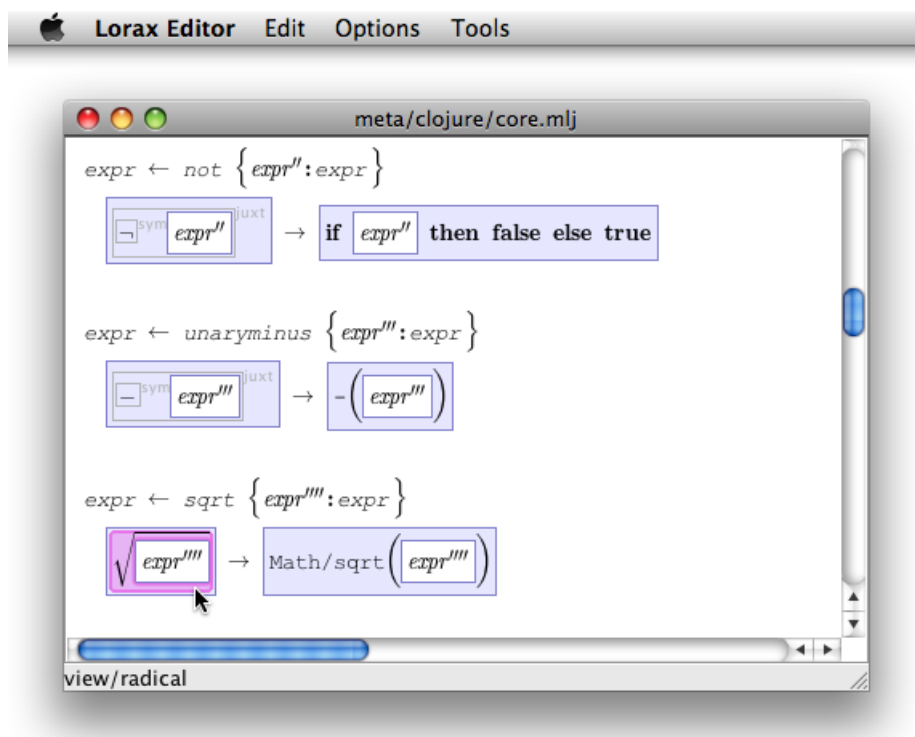 Lorax Editor Edit Options Tools
meta/clojure/core.mlj
expr ← not {expr″:expr}
¬ sym expr″ juxt → if expr″ then false else true
expr ← unaryminus {expr‴:expr}
− sym expr‴ juxt → -(expr‴)
expr ← sqrt {expr⁗:expr}
√expr⁗ → Math/sqrt(expr⁗)
view/radical